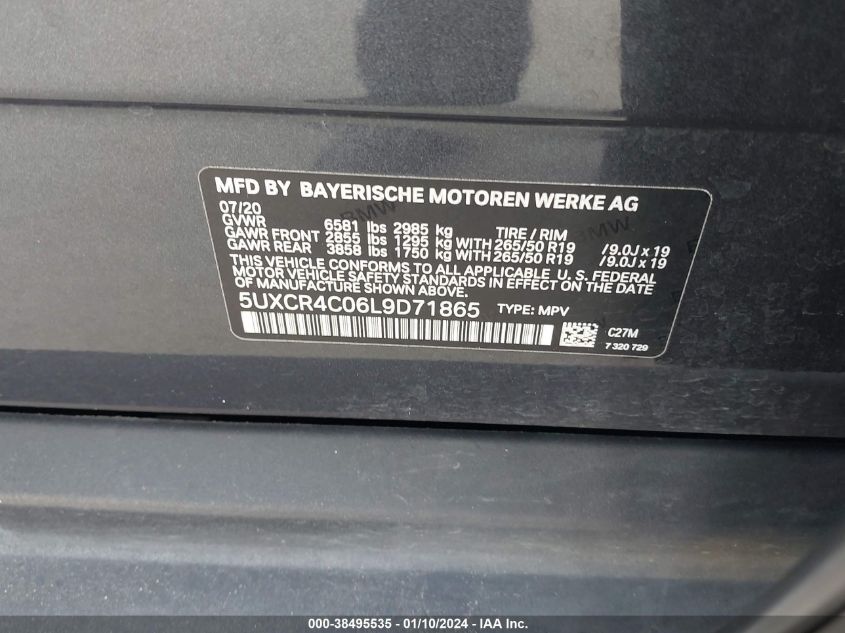 MFD BY BAYERISCHE MOTOREN WERKE AG
07/20
GVWR 6581 lbs 2985 kg TIRE / RIM
GAWR FRONT 2855 lbs 1295 kg WITH 265/50 R19 /9.0J x 19
GAWR REAR 3858 lbs 1750 kg WITH 265/50 R19 /9.0J x 19
THIS VEHICLE CONFORMS TO ALL APPLICABLE U. S. FEDERAL
MOTOR VEHICLE SAFETY STANDARDS IN EFFECT ON THE DATE
OF MANUFACTURE.
5UXCR4C06L9D71865 TYPE: MPV
C27M
7 320 729
BMW
BMW
000-38495535 - 01/10/2024 - IAA Inc.